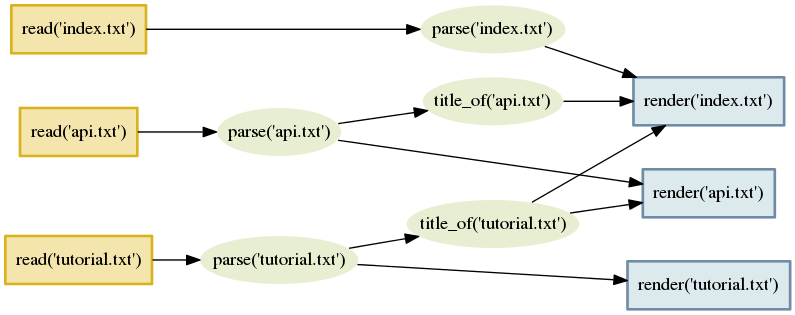 read('index.txt')
parse('index.txt')
title_of('api.txt')
render('index.txt')
read('api.txt')
parse('api.txt')
render('api.txt')
title_of('tutorial.txt')
read('tutorial.txt')
parse('tutorial.txt')
render('tutorial.txt')